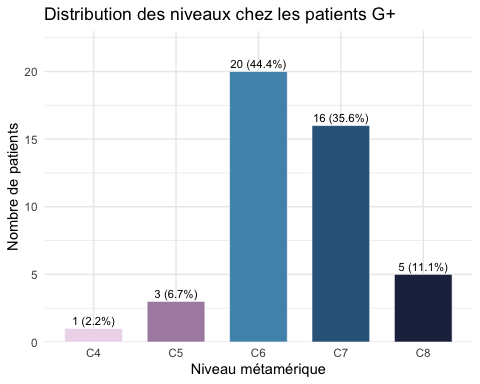 Distribution des niveaux chez les patients G+
Nombre de patients
20
15
10
5
0
1 (2.2%)
3 (6.7%)
20 (44.4%)
16 (35.6%)
5 (11.1%)
C4
C5
C6
C7
C8
Niveau métamérique